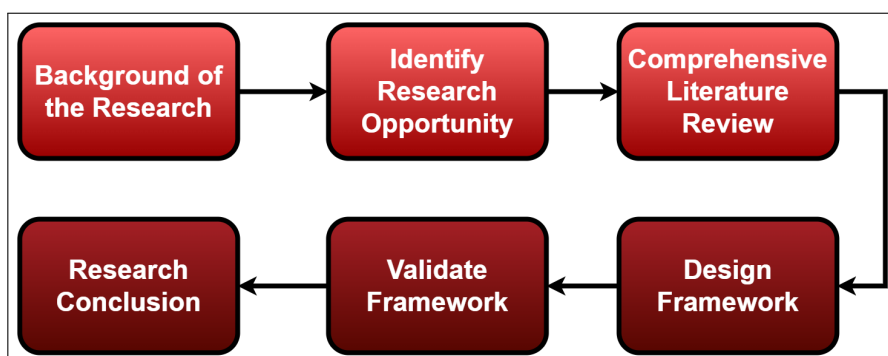 Background of
the Research
Identify
Research
Opportunity
Comprehensive
Literature
Review
Design
Framework
Validate
Framework
Research
Conclusion